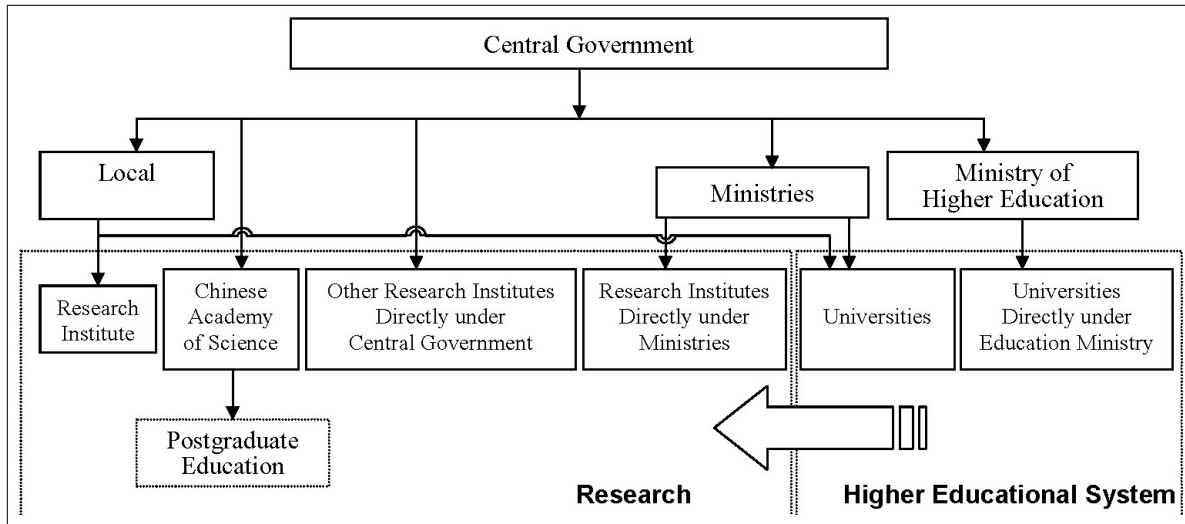 Central Government
Local
Ministries
Ministry of
Higher Education
Research
Institute
Chinese
Academy
of Science
Other Research Institutes
Directly under
Central Government
Research Institutes
Directly under
Ministries
Universities
Universities
Directly under
Education Ministry
Postgraduate
Education
Research
Higher Educational System